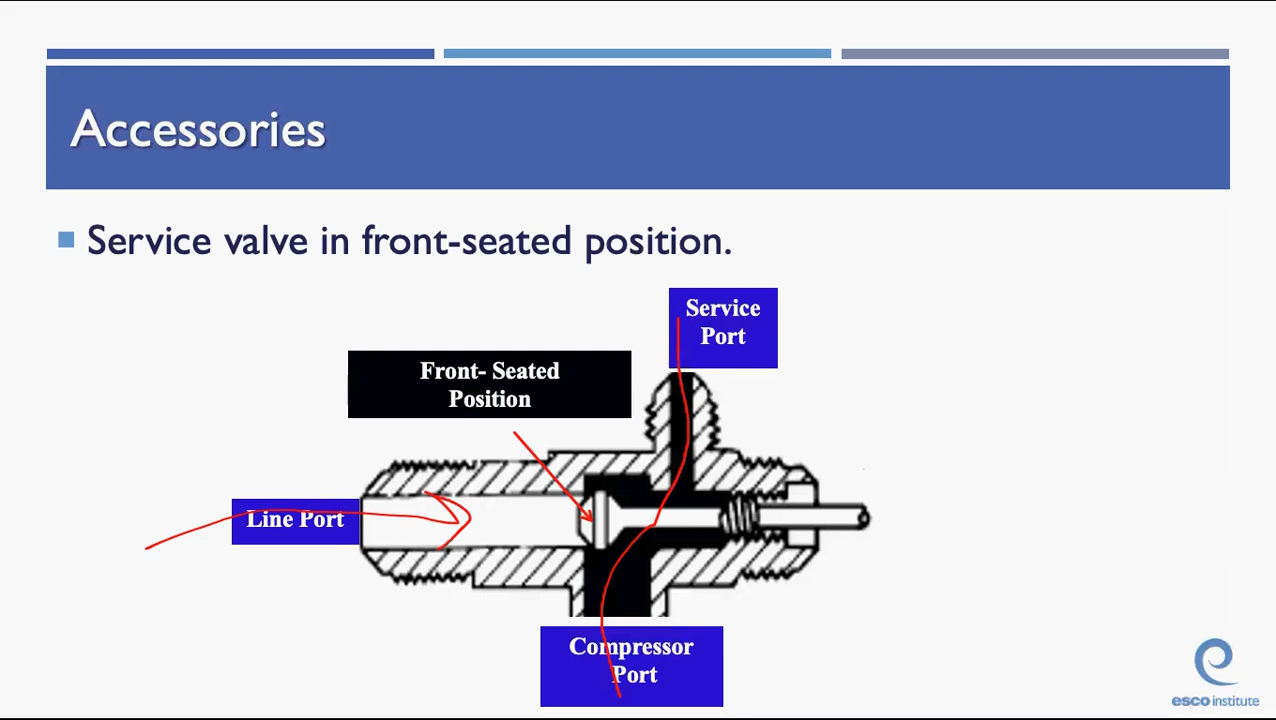 Accessories
Service valve in front-seated position.
Service
Port
Front- Seated
Position
Line Port
Compressor
Port
esco institute